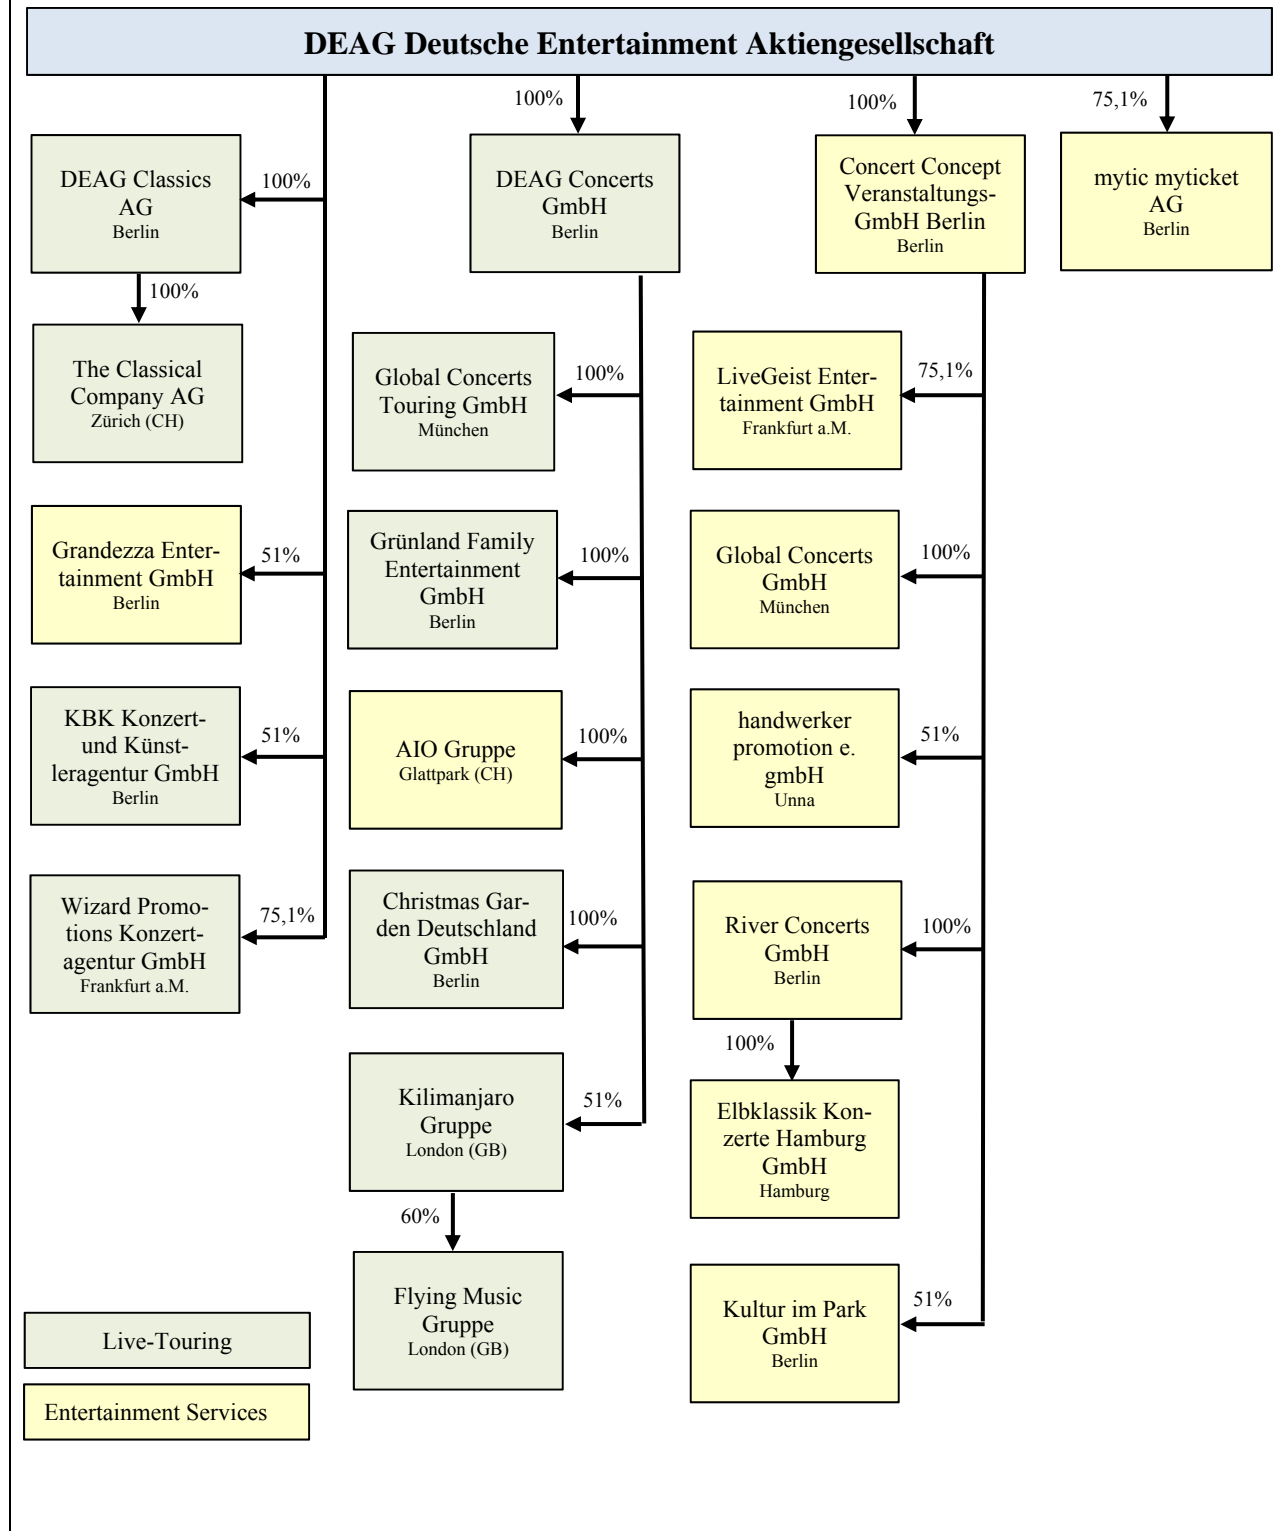 DEAG Deutsche Entertainment Aktiengesellschaft
100%
DEAG Classics
AG
Berlin
100%
The Classical
Company AG
Zürich (CH)
51%
Grandezza Enter-
tainment GmbH
Berlin
51%
KBK Konzert-
und Künst-
leragentur GmbH
Berlin
75,1%
Wizard Promo-
tions Konzert-
agentur GmbH
Frankfurt a.M.
100%
DEAG Concerts
GmbH
Berlin
100%
Global Concerts
Touring GmbH
München
100%
Grünland Family
Entertainment
GmbH
Berlin
100%
AIO Gruppe
Glattpark (CH)
100%
Christmas Gar-
den Deutschland
GmbH
Berlin
51%
Kilimanjaro
Gruppe
London (GB)
60%
Flying Music
Gruppe
London (GB)
100%
Concert Concept
Veranstaltungs-
GmbH Berlin
Berlin
75,1%
LiveGeist Enter-
tainment GmbH
Frankfurt a.M.
100%
Global Concerts
GmbH
München
51%
handwerker
promotion e.
gmbH
Unna
100%
River Concerts
GmbH
Berlin
100%
Elbklassik Kon-
zerte Hamburg
GmbH
Hamburg
51%
Kultur im Park
GmbH
Berlin
75,1%
mytic myticket
AG
Berlin
Live-Touring
Entertainment Services